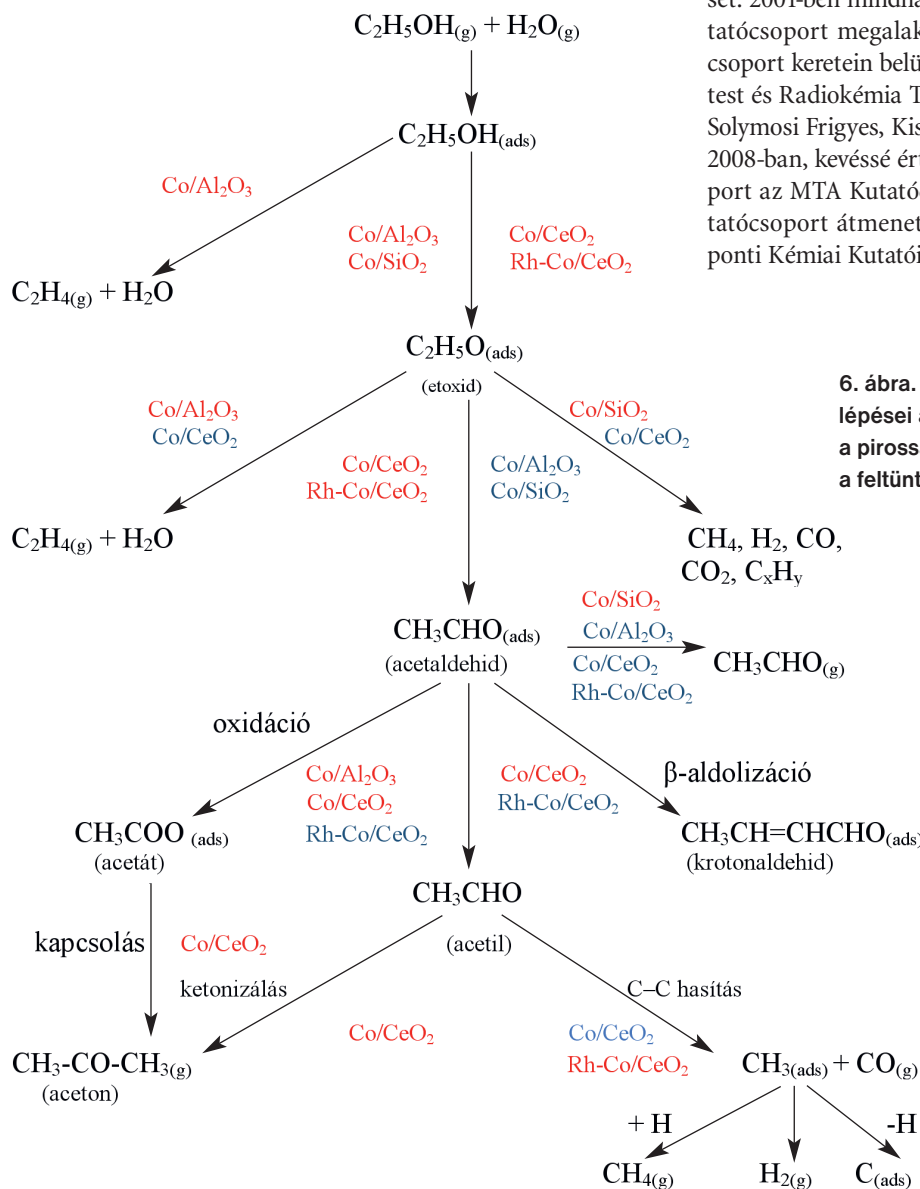 C₂H₅OH(g) + H₂O(g)
C₂H₅OH(ads)
Co/Al₂O₃
Co/Al₂O₃
Co/SiO₂
Co/CeO₂
Rh-Co/CeO₂
C₂H₄(g) + H₂O
C₂H₅O(ads)
(etoxid)
Co/Al₂O₃
Co/CeO₂
Co/CeO₂
Rh-Co/CeO₂
Co/Al₂O₃
Co/SiO₂
Co/SiO₂
Co/CeO₂
C₂H₄(g) + H₂O
CH₄, H₂, CO,
CO₂, CₓHᵧ
CH₃CHO(ads)
(acetaldehid)
Co/SiO₂
Co/Al₂O₃
Co/CeO₂
Rh-Co/CeO₂
CH₃CHO(g)
oxidáció
Co/Al₂O₃
Co/CeO₂
Rh-Co/CeO₂
Co/CeO₂
Rh-Co/CeO₂
β-aldolizáció
CH₃COO (ads)
(acetát)
CH₃CH=CHCHO(ads)
(krotonaldehid)
CH₃CHO
(acetil)
kapcsolás
Co/CeO₂
ketonizálás
C–C hasítás
Co/CeO₂
Co/CeO₂
Rh-Co/CeO₂
CH₃-CO-CH₃(g)
(aceton)
CH₃(ads) + CO(g)
+ H
-H
CH₄(g)
H₂(g)
C(ads)
set. 2001-ben mindha
tatócsoport megalak
csoport keretein belü
test és Radiokémia T
Solymosi Frigyes, Kis
2008-ban, kevéssé ért
port az MTA Kutatóc
tatócsoport átmenet
ponti Kémiai Kutatói
6. ábra.
lépései a
a pirossa
a feltünt